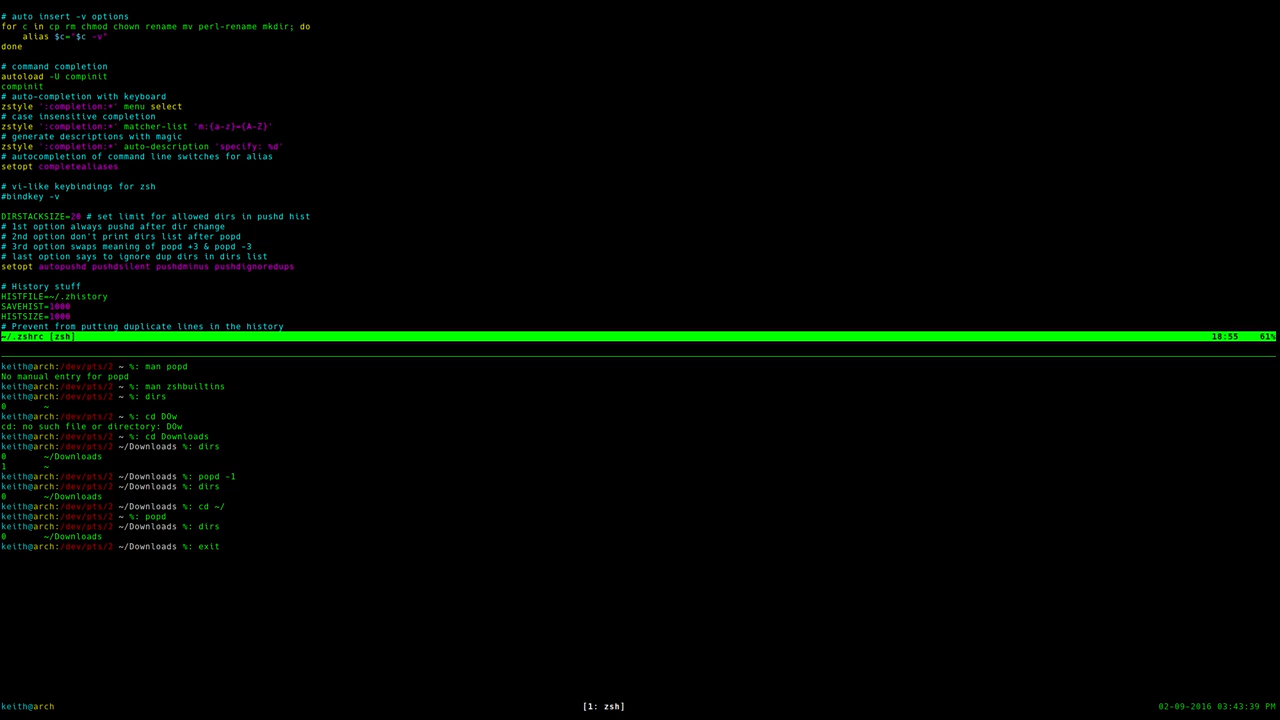 # auto insert -v options
for c in cp rm chmod chown rename mv perl-rename mkdir; do
    alias $c="$c -v"
done
# command completion
autoload -U compinit
compinit
# auto-completion with keyboard
zstyle ':completion:*' menu select
# case insensitive completion
zstyle ':completion:*' matcher-list 'm:{a-z}={A-Z}'
# generate descriptions with magic
zstyle ':completion:*' auto-description 'specify: %d'
# autocompletion of command line switches for alias
setopt completealiases
# vi-like keybindings for zsh
#bindkey -v
DIRSTACKSIZE=20 # set limit for allowed dirs in pushd hist
# 1st option always pushd after dir change
# 2nd option don't print dirs list after popd
# 3rd option swaps meaning of popd +3 & popd -3
# last option says to ignore dup dirs in dirs list
setopt autopushd pushdsilent pushdminus pushdignoredups
# History stuff
HISTFILE=~/.zhistory
SAVEHIST=1000
HISTSIZE=1000
# Prevent from putting duplicate lines in the history
~/.zshrc [zsh] 18:55 61%
keith@arch:/dev/pts/2 ~ %: man popd
No manual entry for popd
keith@arch:/dev/pts/2 ~ %: man zshbuiltins
keith@arch:/dev/pts/2 ~ %: dirs
0       ~
keith@arch:/dev/pts/2 ~ %: cd DOw
cd: no such file or directory: DOw
keith@arch:/dev/pts/2 ~ %: cd Downloads
keith@arch:/dev/pts/2 ~/Downloads %: dirs
0       ~/Downloads
1       ~
keith@arch:/dev/pts/2 ~/Downloads %: popd -1
keith@arch:/dev/pts/2 ~/Downloads %: dirs
0       ~/Downloads
keith@arch:/dev/pts/2 ~/Downloads %: cd ~/
keith@arch:/dev/pts/2 ~ %: popd
keith@arch:/dev/pts/2 ~/Downloads %: dirs
0       ~/Downloads
keith@arch:/dev/pts/2 ~/Downloads %: exit
keith@arch [1: zsh] 02-09-2016 03:43:39 PM